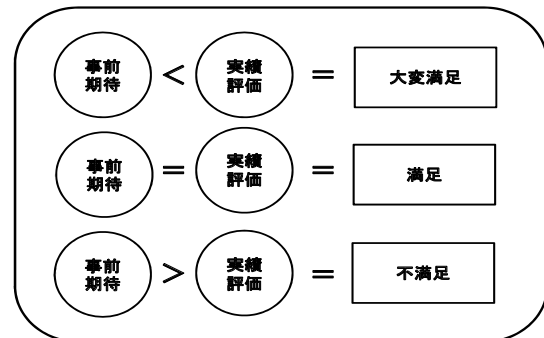 事前
期待
<
実績
評価
=
大変満足
事前
期待
=
実績
評価
=
満足
事前
期待
>
実績
評価
=
不満足